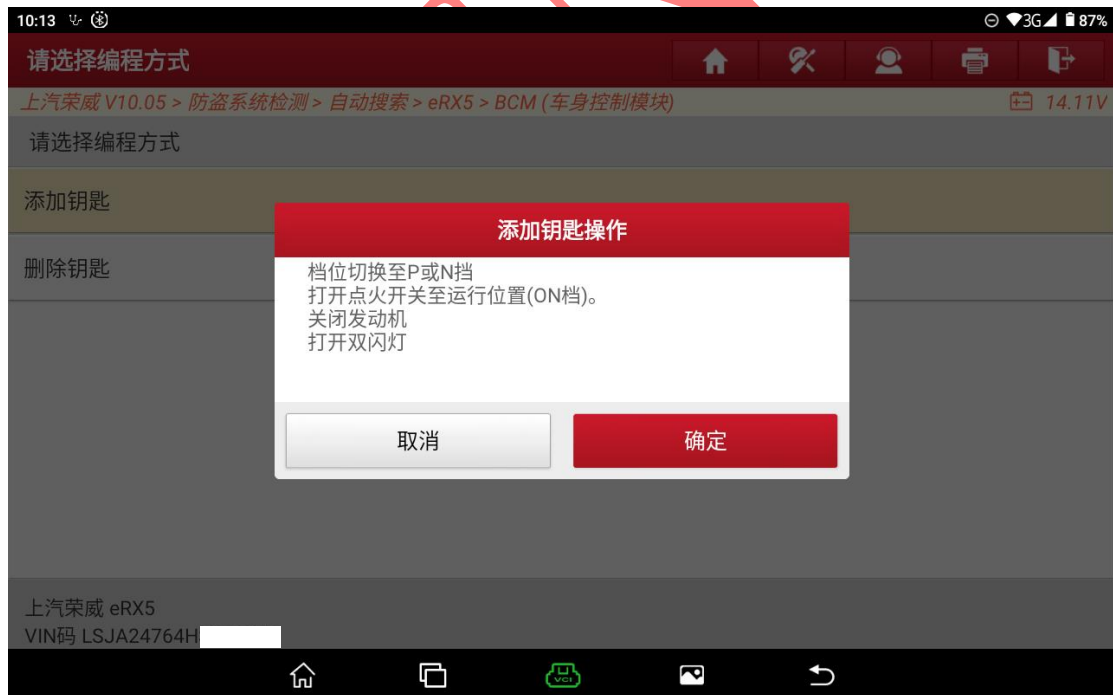 10:13
3G 87%
请选择编程方式
上汽荣威 V10.05 > 防盗系统检测 > 自动搜索 > eRX5 > BCM (车身控制模块)
14.11V
请选择编程方式
添加钥匙
删除钥匙
添加钥匙操作
档位切换至P或N挡
打开点火开关至运行位置(ON档)。
关闭发动机
打开双闪灯
取消
确定
上汽荣威 eRX5
VIN码 LSJA24764H
VCI